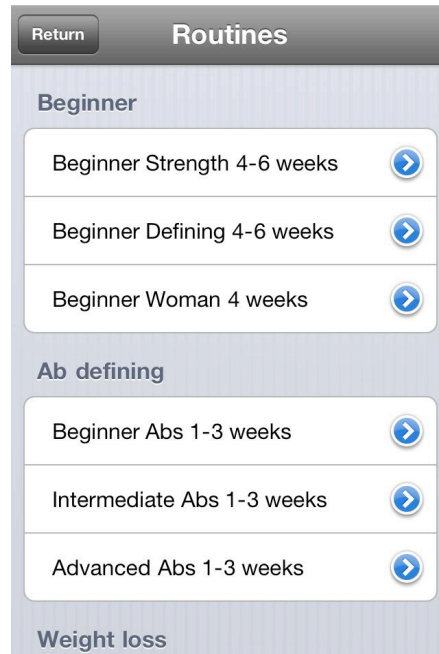 Return
Routines
Beginner
Beginner Strength 4-6 weeks
Beginner Defining 4-6 weeks
Beginner Woman 4 weeks
Ab defining
Beginner Abs 1-3 weeks
Intermediate Abs 1-3 weeks
Advanced Abs 1-3 weeks
Weight loss